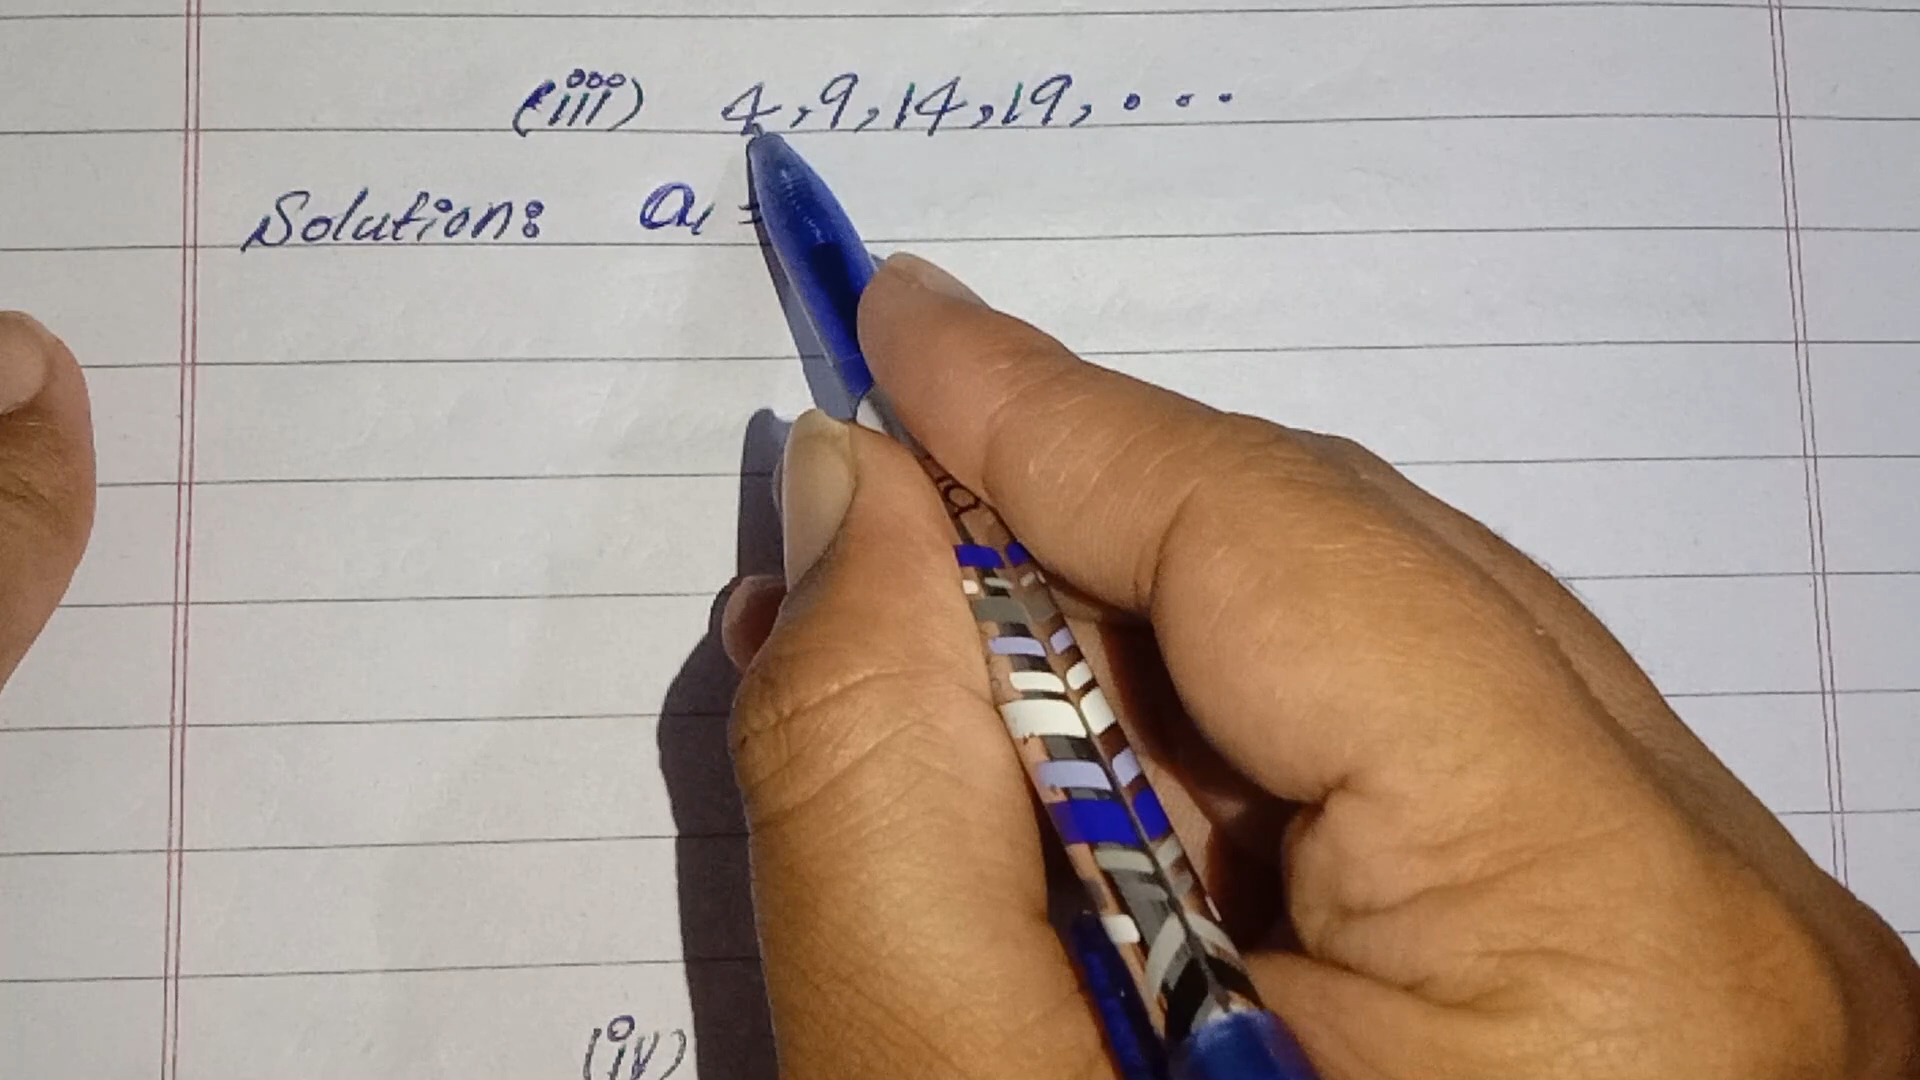 (iii) 4, 9, 14, 19, . . .
Solution: a₁ =
(iv)